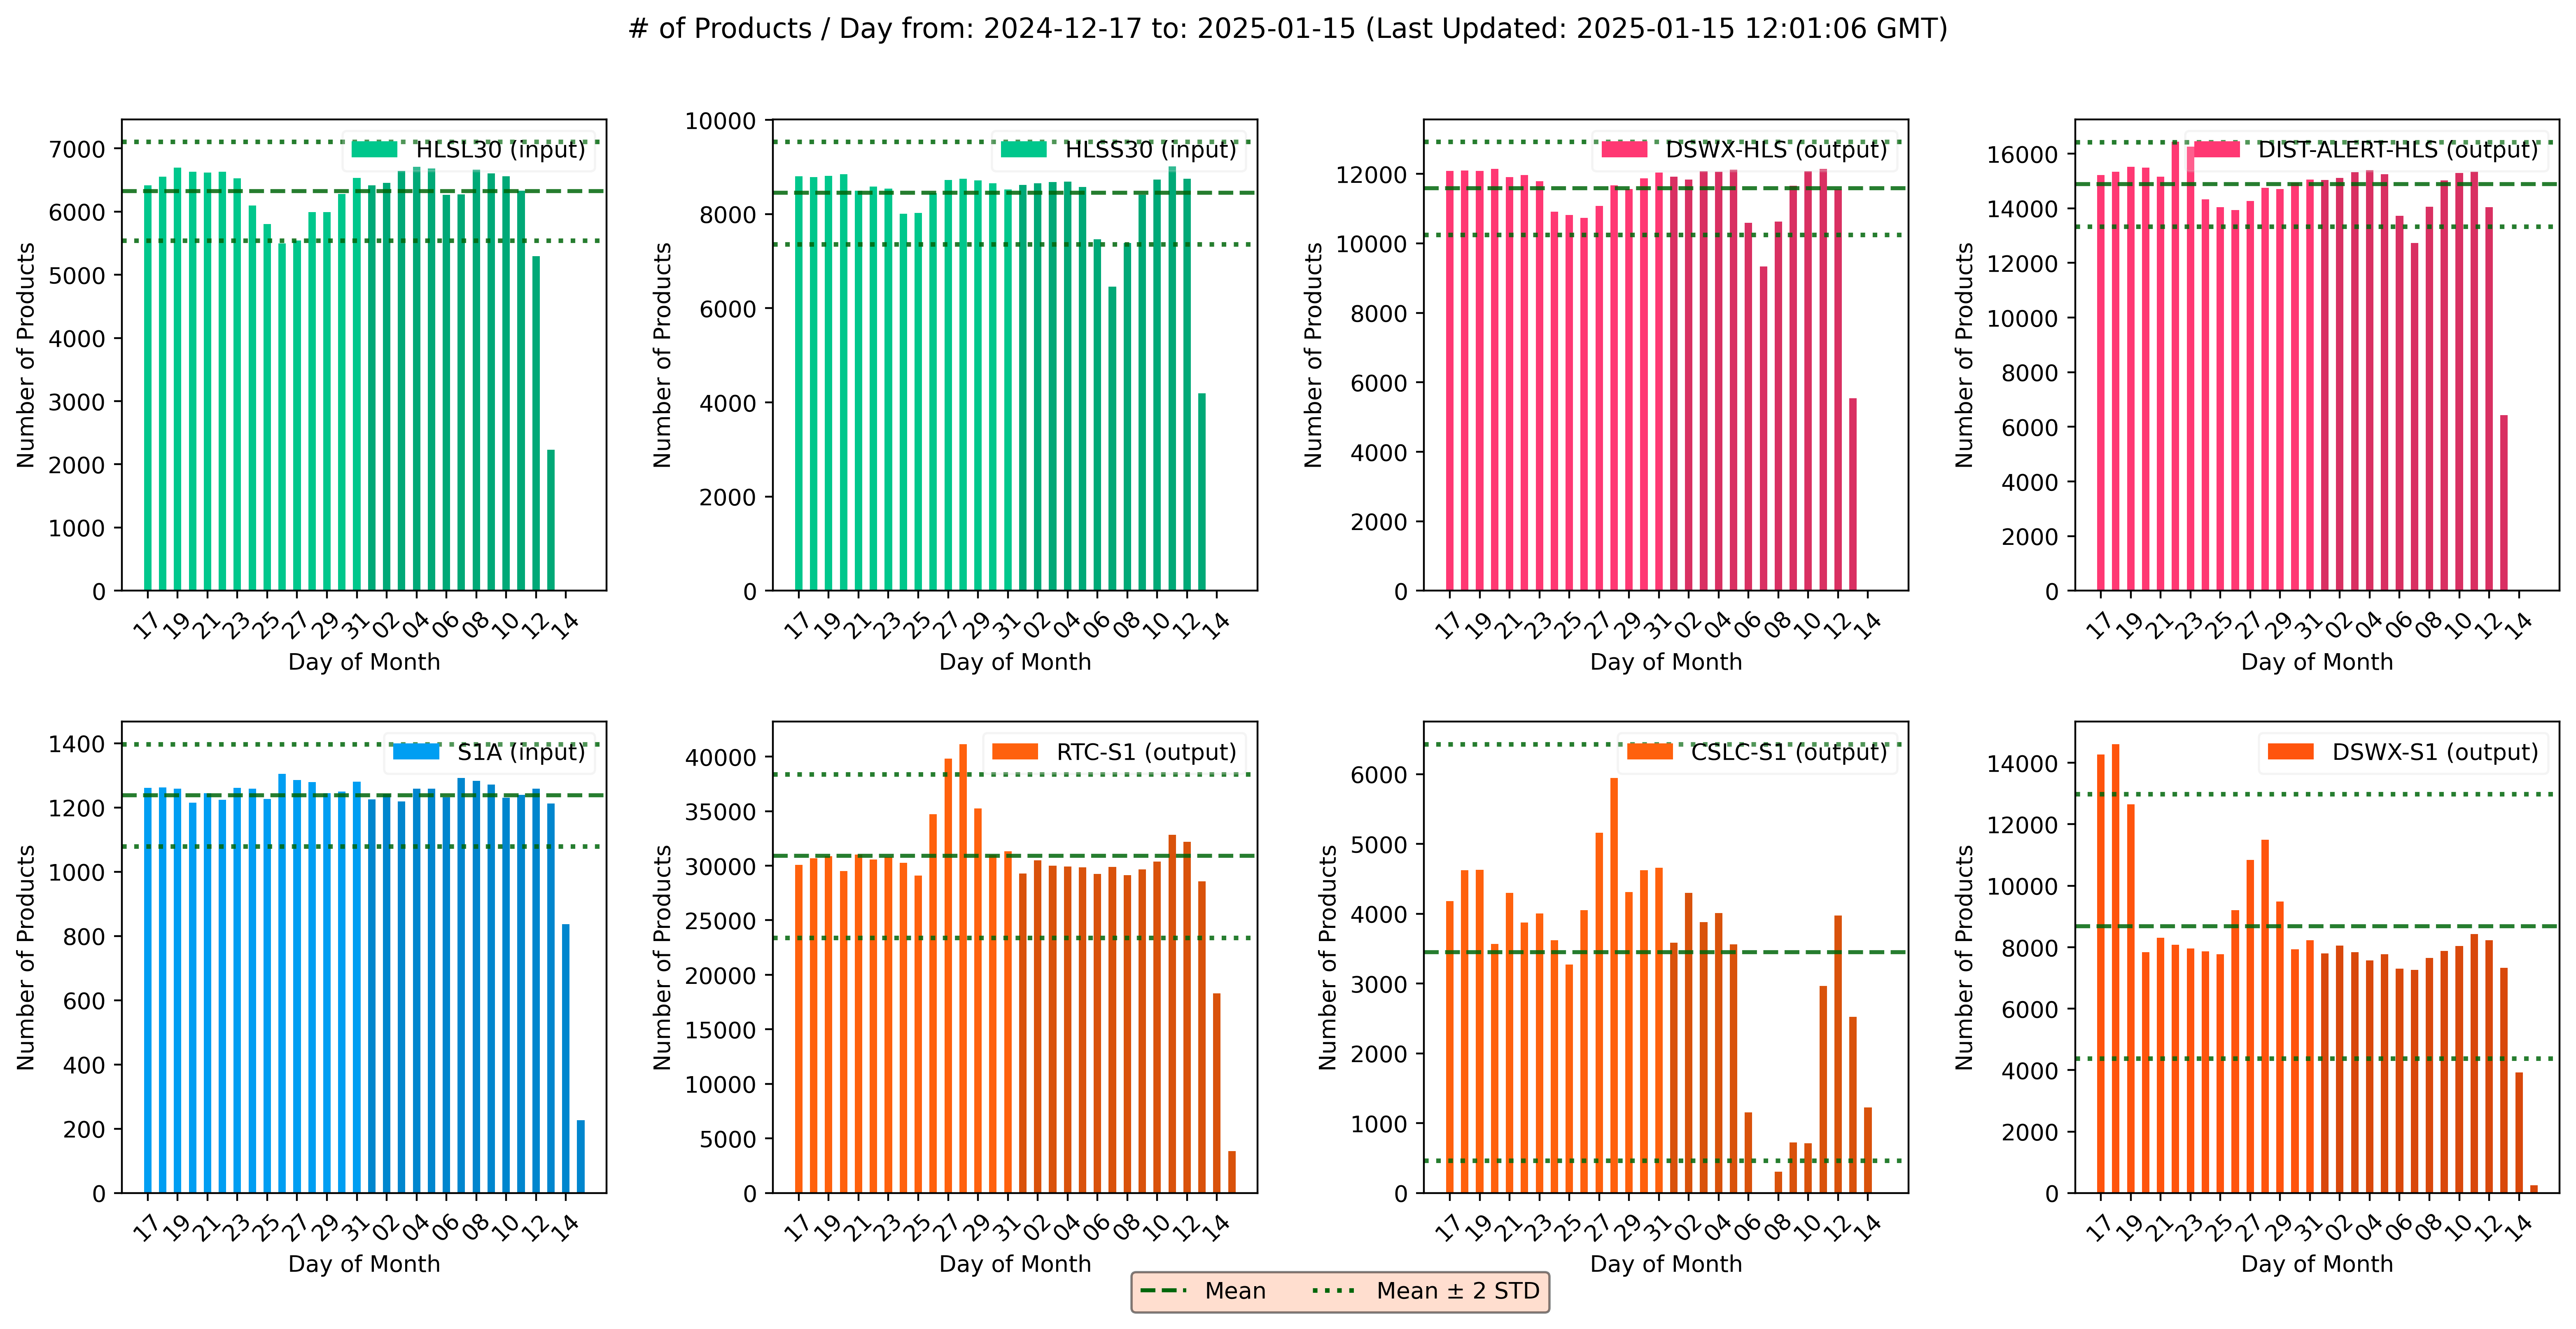 # of Products / Day from: 2024-12-17 to: 2025-01-15 (Last Updated: 2025-01-15 12:01:06 GMT)
HLSL30 (input)
Number of Products
7000
6000
5000
4000
3000
2000
1000
0
17 19 21 23 25 27 29 31 02 04 06 08 10 12 14
Day of Month
HLSS30 (input)
Number of Products
10000
8000
6000
4000
2000
0
17 19 21 23 25 27 29 31 02 04 06 08 10 12 14
Day of Month
DSWX-HLS (output)
Number of Products
12000
10000
8000
6000
4000
2000
0
17 19 21 23 25 27 29 31 02 04 06 08 10 12 14
Day of Month
DIST-ALERT-HLS (output)
Number of Products
16000
14000
12000
10000
8000
6000
4000
2000
0
17 19 21 23 25 27 29 31 02 04 06 08 10 12 14
Day of Month
S1A (input)
Number of Products
1400
1200
1000
800
600
400
200
0
17 19 21 23 25 27 29 31 02 04 06 08 10 12 14
Day of Month
RTC-S1 (output)
Number of Products
40000
35000
30000
25000
20000
15000
10000
5000
0
17 19 21 23 25 27 29 31 02 04 06 08 10 12 14
Day of Month
CSLC-S1 (output)
Number of Products
6000
5000
4000
3000
2000
1000
0
17 19 21 23 25 27 29 31 02 04 06 08 10 12 14
Day of Month
DSWX-S1 (output)
Number of Products
14000
12000
10000
8000
6000
4000
2000
0
17 19 21 23 25 27 29 31 02 04 06 08 10 12 14
Day of Month
Mean Mean ± 2 STD